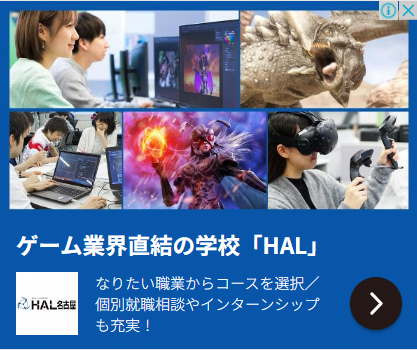 ゲーム業界直結の学校「HAL」
HAL名古屋
なりたい職業からコースを選択／
個別就職相談やインターンシップ
も充実！